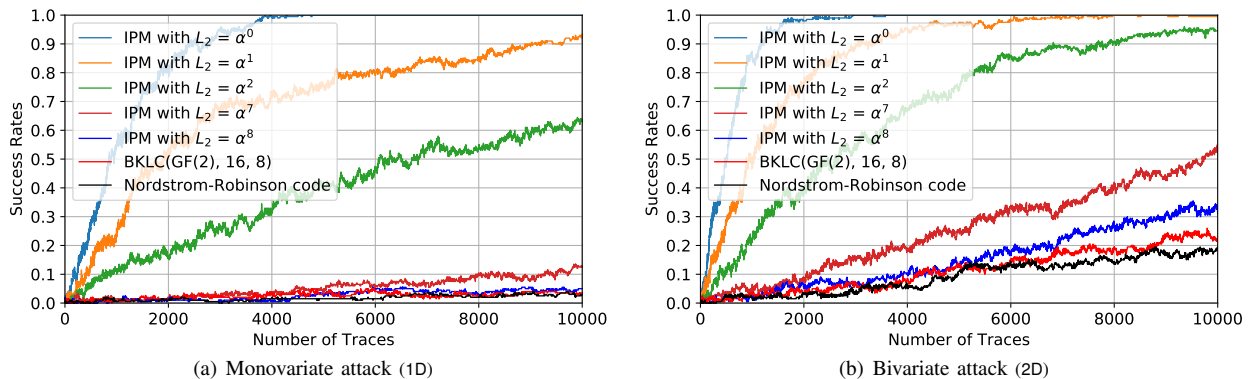 1.0
0.9
0.8
0.7
0.6
0.5
0.4
0.3
0.2
0.1
0.0
Success Rates
IPM with L₂ = α⁰
IPM with L₂ = α¹
IPM with L₂ = α²
IPM with L₂ = α⁷
IPM with L₂ = α⁸
BKLC(GF(2), 16, 8)
Nordstrom-Robinson code
0 2000 4000 6000 8000 10000
Number of Traces
(a) Monovariate attack (1D)
1.0
0.9
0.8
0.7
0.6
0.5
0.4
0.3
0.2
0.1
0.0
Success Rates
IPM with L₂ = α⁰
IPM with L₂ = α¹
IPM with L₂ = α²
IPM with L₂ = α⁷
IPM with L₂ = α⁸
BKLC(GF(2), 16, 8)
Nordstrom-Robinson code
0 2000 4000 6000 8000 10000
Number of Traces
(b) Bivariate attack (2D)